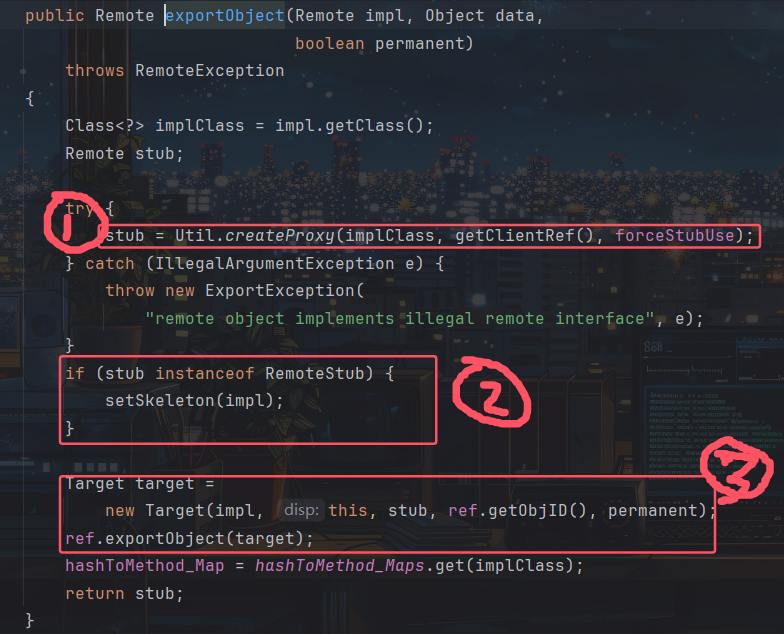 public Remote exportObject(Remote impl, Object data,
boolean permanent)
throws RemoteException
{
Class<?> implClass = impl.getClass();
Remote stub;
try {
1
stub = Util.createProxy(implClass, getClientRef(), forceStubUse);
} catch (IllegalArgumentException e) {
throw new ExportException(
"remote object implements illegal remote interface", e);
}
if (stub instanceof RemoteStub) {
setSkeleton(impl);
}
2
3
Target target =
new Target(impl, disp: this, stub, ref.getObjID(), permanent);
ref.exportObject(target);
hashToMethod_Map = hashToMethod_Maps.get(implClass);
return stub;
}